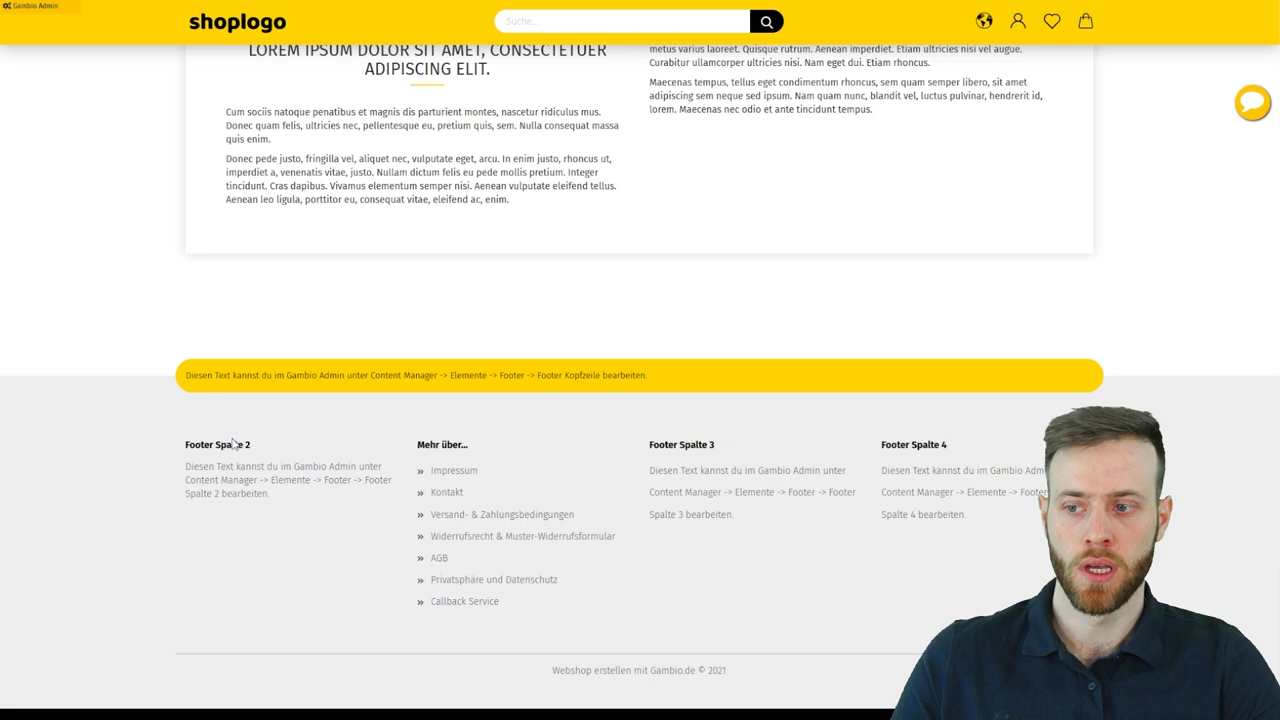 Gambio Admin
shoplogo
Suche...
LOREM IPSUM DOLOR SIT AMET, CONSECTETUER
ADIPISCING ELIT.
Cum sociis natoque penatibus et magnis dis parturient montes, nascetur ridiculus mus.
Donec quam felis, ultricies nec, pellentesque eu, pretium quis, sem. Nulla consequat massa
quis enim.
Donec pede justo, fringilla vel, aliquet nec, vulputate eget, arcu. In enim justo, rhoncus ut,
imperdiet a, venenatis vitae, justo. Nullam dictum felis eu pede mollis pretium. Integer
tincidunt. Cras dapibus. Vivamus elementum semper nisi. Aenean vulputate eleifend tellus.
Aenean leo ligula, porttitor eu, consequat vitae, eleifend ac, enim.
metus varius laoreet. Quisque rutrum. Aenean imperdiet. Etiam ultricies nisi vel augue.
Curabitur ullamcorper ultricies nisi. Nam eget dui. Etiam rhoncus.
Maecenas tempus, tellus eget condimentum rhoncus, sem quam semper libero, sit amet
adipiscing sem neque sed ipsum. Nam quam nunc, blandit vel, luctus pulvinar, hendrerit id,
lorem. Maecenas nec odio et ante tincidunt tempus.
Diesen Text kannst du im Gambio Admin unter Content Manager -> Elemente -> Footer -> Footer Kopfzeile bearbeiten.
Footer Spalte 2
Diesen Text kannst du im Gambio Admin unter
Content Manager -> Elemente -> Footer -> Footer
Spalte 2 bearbeiten.
Mehr über...
» Impressum
» Kontakt
» Versand- & Zahlungsbedingungen
» Widerrufsrecht & Muster-Widerrufsformular
» AGB
» Privatsphäre und Datenschutz
» Callback Service
Footer Spalte 3
Diesen Text kannst du im Gambio Admin unter
Content Manager -> Elemente -> Footer -> Footer
Spalte 3 bearbeiten.
Footer Spalte 4
Diesen Text kannst du im Gambio
Content Manager -> Elemente -> Footer
Spalte 4 bearbeiten.
Webshop erstellen mit Gambio.de © 2021